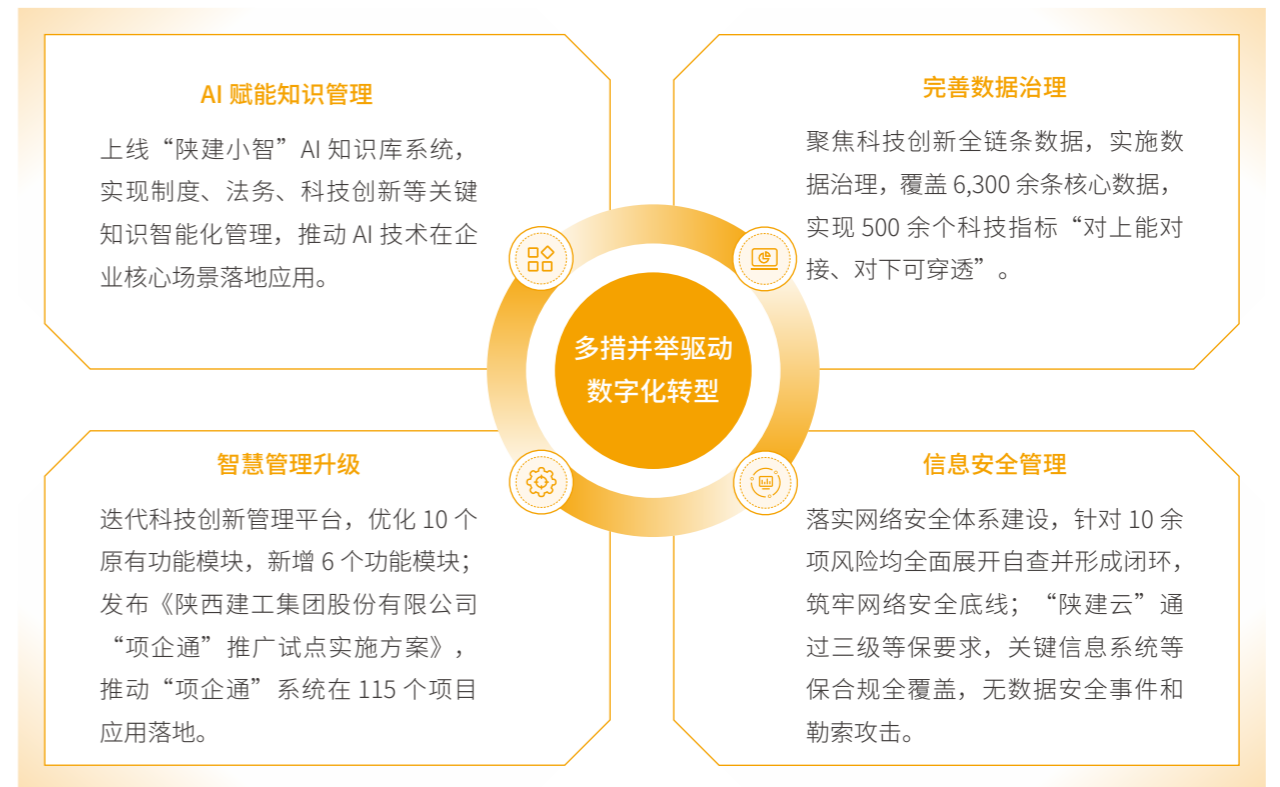 AI 赋能知识管理
上线“陕建小智”AI 知识库系统，
实现制度、法务、科技创新等关键
知识智能化管理，推动 AI 技术在企
业核心场景落地应用。
完善数据治理
聚焦科技创新全链条数据，实施数
据治理，覆盖 6,300 余条核心数据，
实现 500 余个科技指标“对上能对
接、对下可穿透”。
多措并举驱动
数字化转型
智慧管理升级
迭代科技创新管理平台，优化 10 个
原有功能模块，新增 6 个功能模块；
发布《陕西建工集团股份有限公司
“项企通”推广试点实施方案》，
推动“项企通”系统在 115 个项目
应用落地。
信息安全管理
落实网络安全体系建设，针对 10 余
项风险均全面展开自查并形成闭环，
筑牢网络安全底线；“陕建云”通
过三级等保要求，关键信息系统等
保合规全覆盖，无数据安全事件和
勒索攻击。